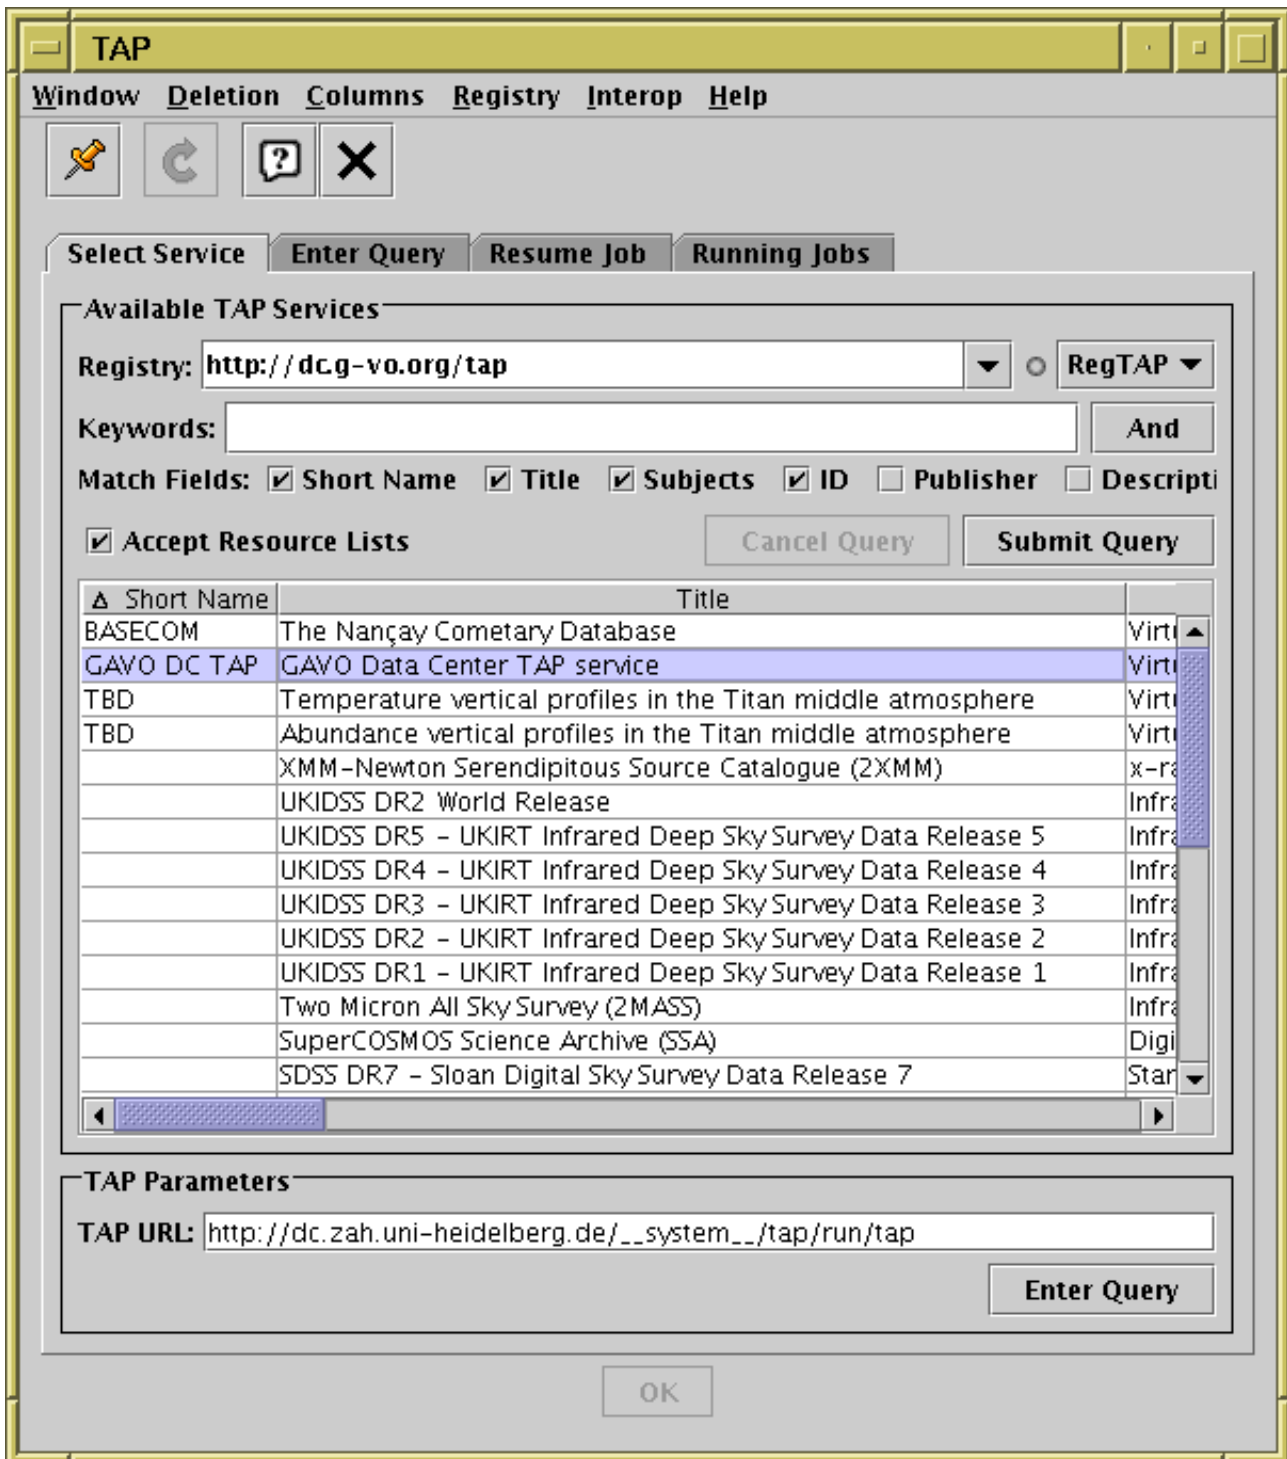 TAP
Window Deletion Columns Registry Interop Help
Select Service Enter Query Resume Job Running Jobs
Available TAP Services
Registry: http://dc.g-vo.org/tap RegTAP
Keywords: And
Match Fields: Short Name Title Subjects ID Publisher Descripti
Accept Resource Lists Cancel Query Submit Query
Short Name Title
BASECOM The Nançay Cometary Database Virtu
GAVO DC TAP GAVO Data Center TAP service Virtu
TBD Temperature vertical profiles in the Titan middle atmosphere Virtu
TBD Abundance vertical profiles in the Titan middle atmosphere Virtu
XMM-Newton Serendipitous Source Catalogue (2XMM) x-ra
UKIDSS DR2 World Release Infra
UKIDSS DR5 - UKIRT Infrared Deep Sky Survey Data Release 5 Infra
UKIDSS DR4 - UKIRT Infrared Deep Sky Survey Data Release 4 Infra
UKIDSS DR3 - UKIRT Infrared Deep Sky Survey Data Release 3 Infra
UKIDSS DR2 - UKIRT Infrared Deep Sky Survey Data Release 2 Infra
UKIDSS DR1 - UKIRT Infrared Deep Sky Survey Data Release 1 Infra
Two Micron All Sky Survey (2MASS) Infra
SuperCOSMOS Science Archive (SSA) Digi
SDSS DR7 - Sloan Digital Sky Survey Data Release 7 Star
TAP Parameters
TAP URL: http://dc.zah.uni-heidelberg.de/__system__/tap/run/tap
Enter Query
OK